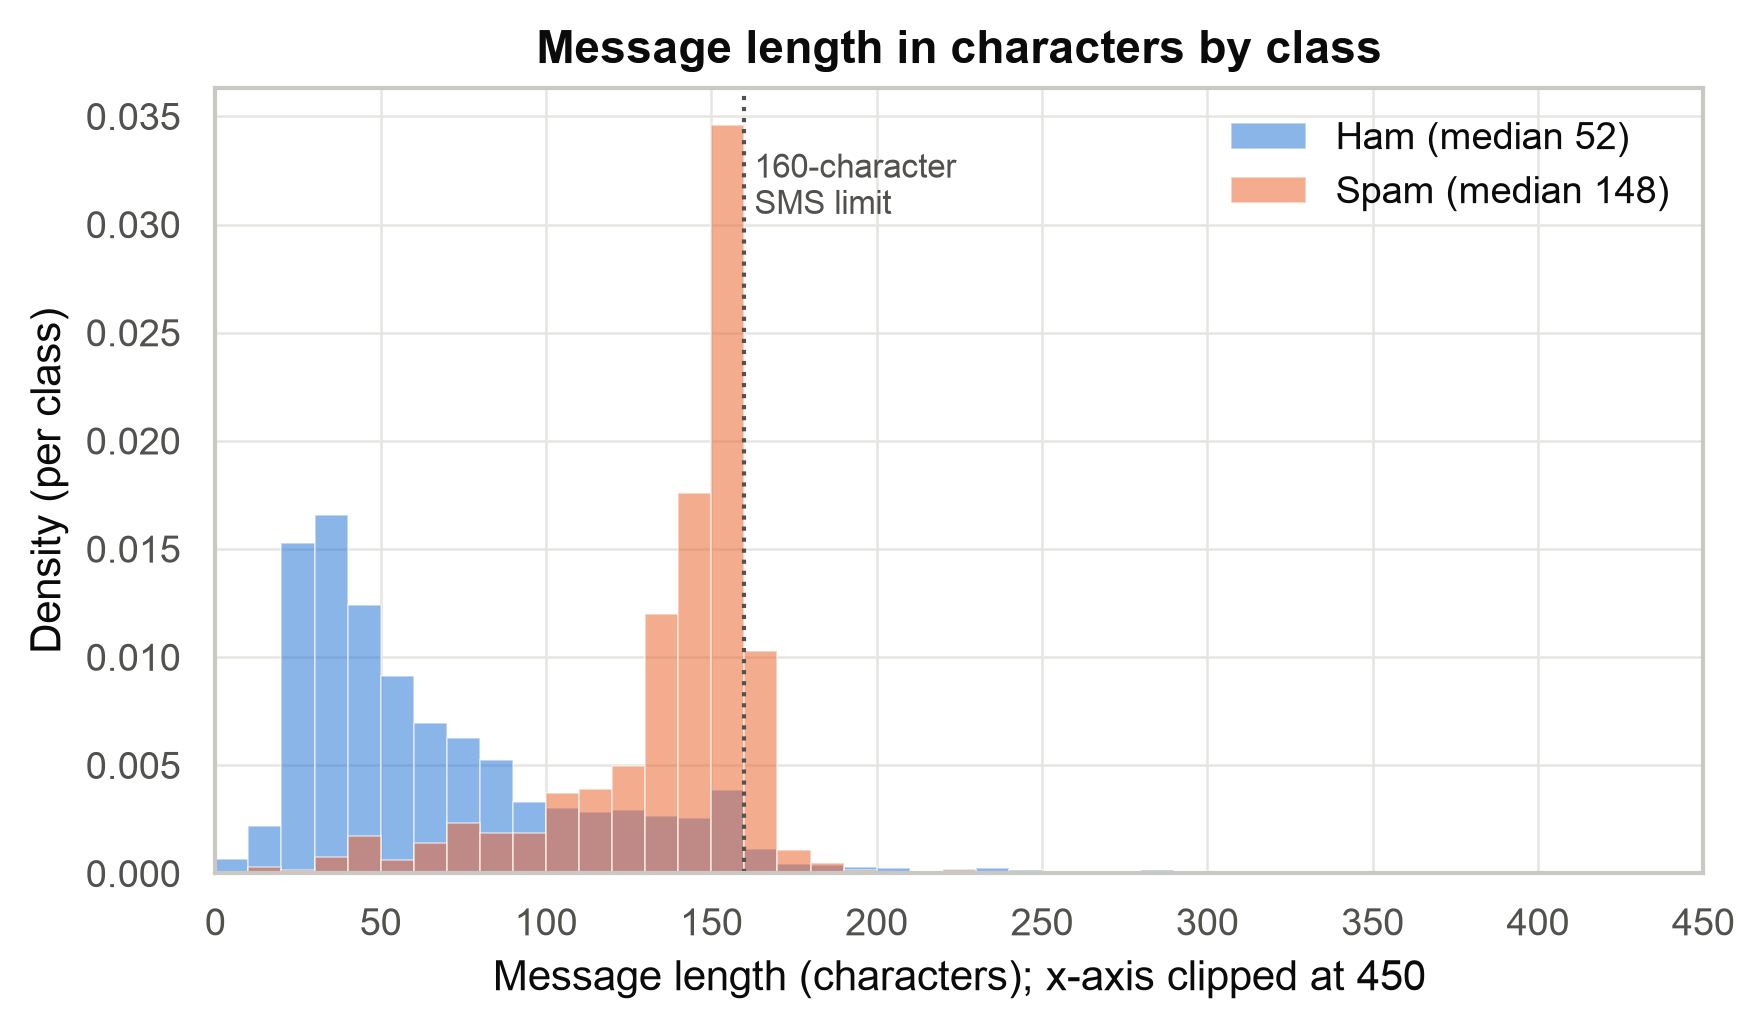 Message length in characters by class
0.035
0.030
0.025
0.020
0.015
0.010
0.005
0.000
Density (per class)
160-character
SMS limit
Ham (median 52)
Spam (median 148)
0 50 100 150 200 250 300 350 400 450
Message length (characters); x-axis clipped at 450